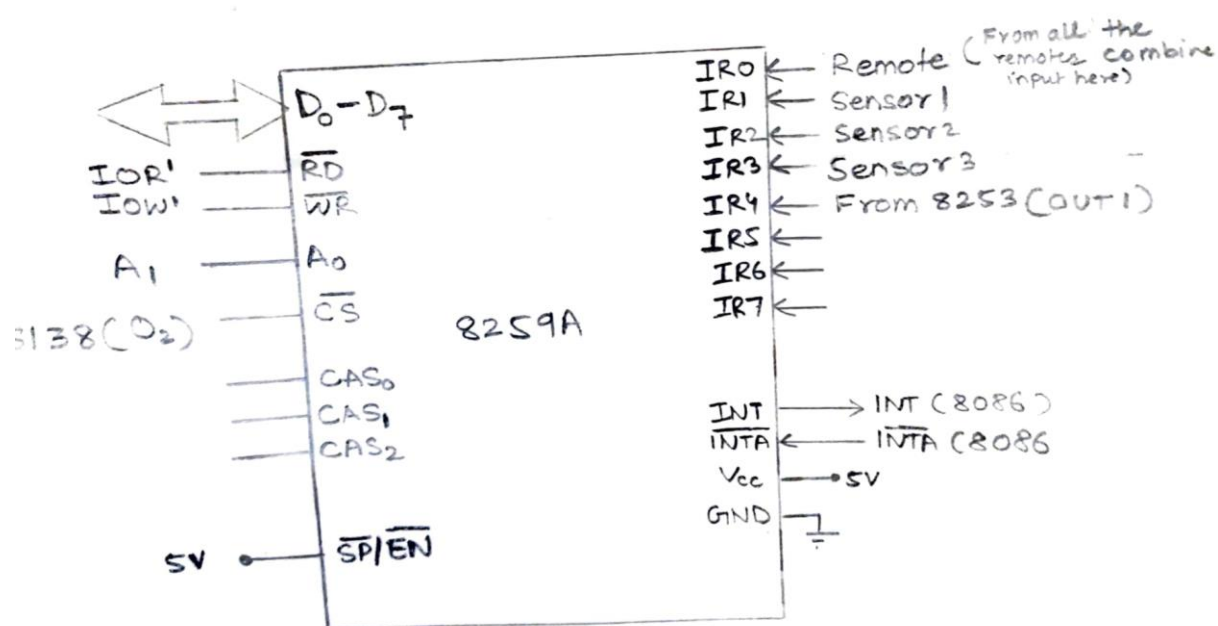 D₀-D₇
IOR'
RD
IOW'
WR
A₁
A₀
CS
138(O₂)
CAS₀
CAS₁
CAS₂
5V
SP/EN
8259A
IR0
Remote (From all the
remotes combine
input here)
IR1
Sensor1
IR2
Sensor2
IR3
Sensor3
IR4
From 8253(OUT1)
IR5
IR6
IR7
INT
INT (8086)
INTA
INTA (8086
Vcc
5V
GND